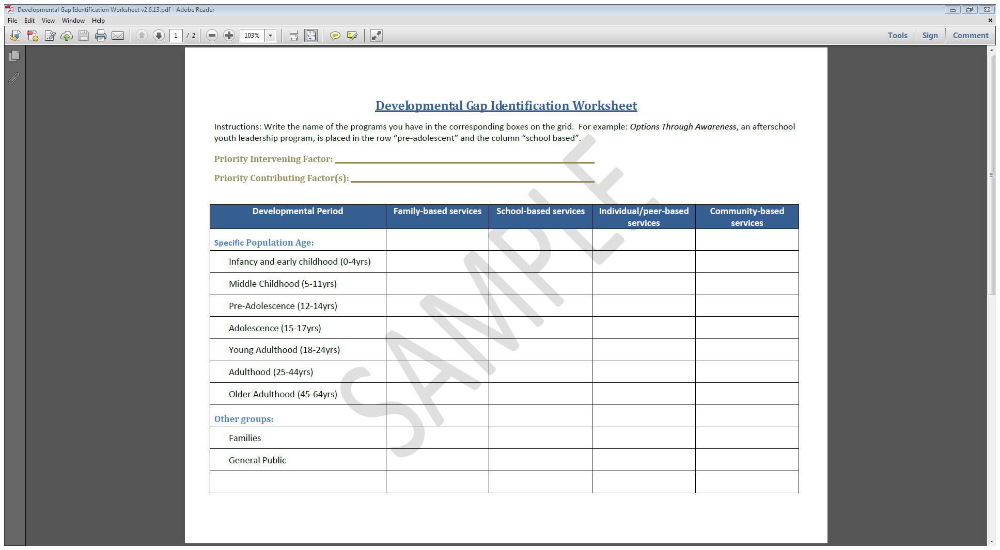 Developmental Gap Identification Worksheet v2.6.13.pdf - Adobe Reader
File Edit View Window Help
1 / 2 103% Tools Sign Comment
Developmental Gap Identification Worksheet
Instructions: Write the name of the programs you have in the corresponding boxes on the grid.  For example: Options Through Awareness, an afterschool
youth leadership program, is placed in the row “pre-adolescent” and the column “school based”.
Priority Intervening Factor:
Priority Contributing Factor(s):
Developmental Period Family-based services School-based services Individual/peer-based services Community-based services
Specific Population Age:
Infancy and early childhood (0-4yrs)
Middle Childhood (5-11yrs)
Pre-Adolescence (12-14yrs)
Adolescence (15-17yrs)
Young Adulthood (18-24yrs)
Adulthood (25-44yrs)
Older Adulthood (45-64yrs)
Other groups:
Families
General Public
SAMPLE